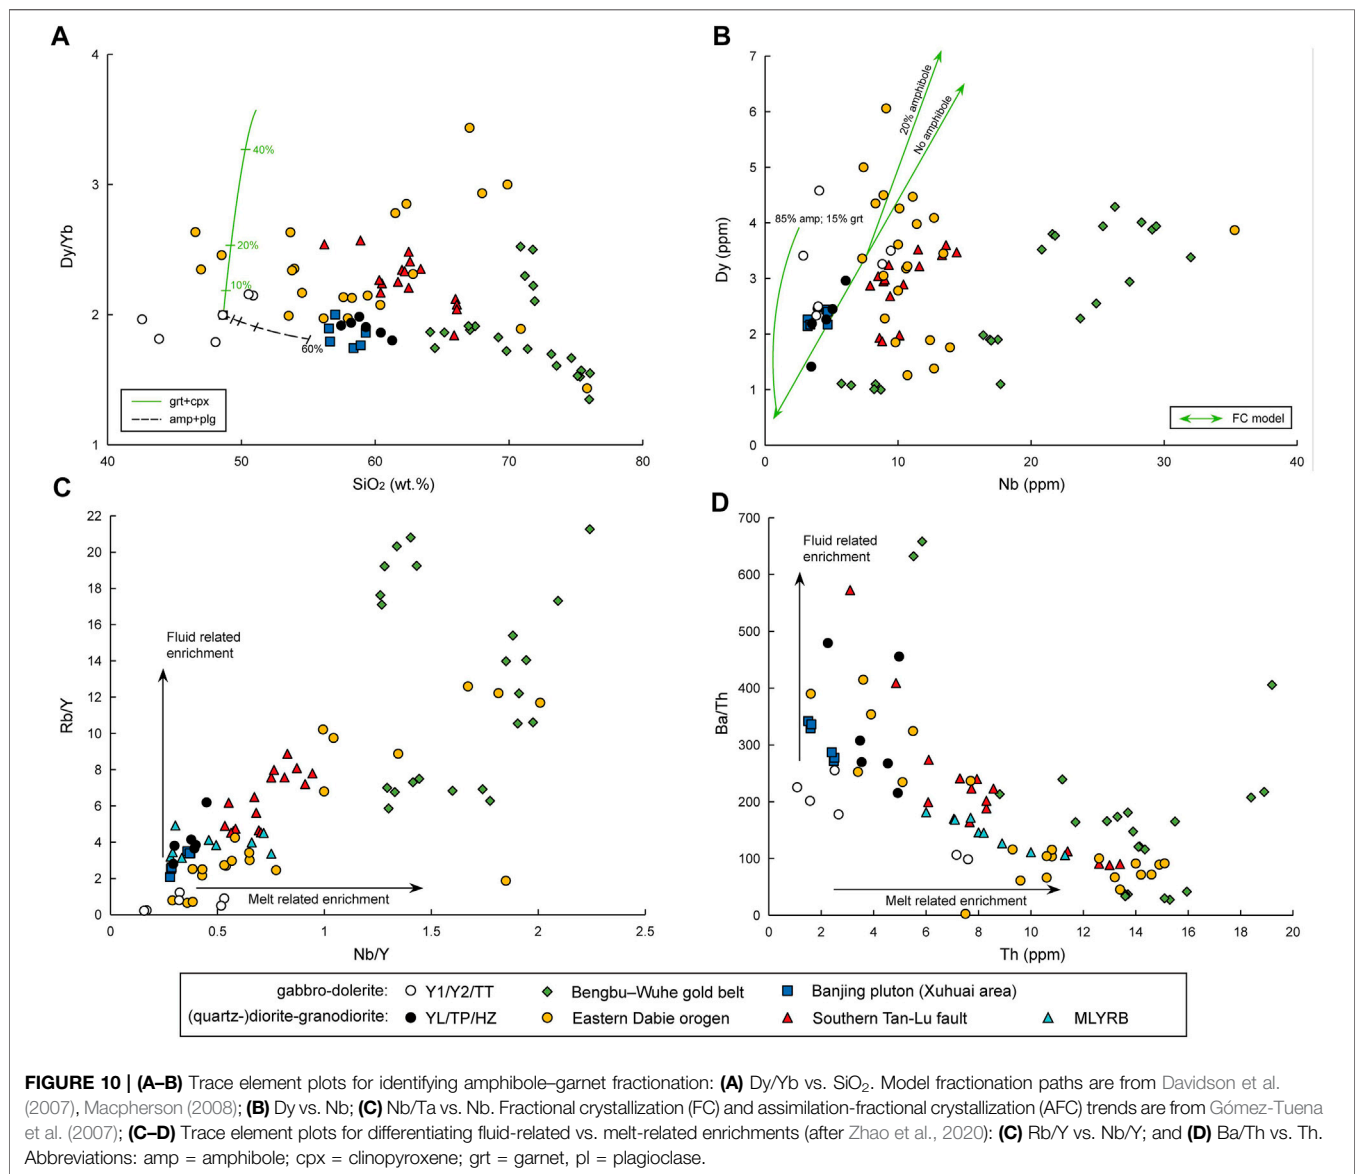 A
4
3
2
1
Dy/Yb
40%
20%
10%
60%
grt+cpx
amp+plg
40
50
60
70
80
SiO2 (wt.%)
B
7
6
5
4
3
2
1
0
Dy (ppm)
20% amphibole
No amphibole
85% amp; 15% grt
FC model
0
10
20
30
40
Nb (ppm)
C
22
20
18
16
14
12
10
8
6
4
2
0
Rb/Y
Fluid related
enrichment
Melt related enrichment
0
0.5
1
1.5
2
2.5
Nb/Y
D
700
600
500
400
300
200
100
0
Ba/Th
Fluid related
enrichment
Melt related enrichment
0
2
4
6
8
10
12
14
16
18
20
Th (ppm)
gabbro-dolerite: Y1/Y2/TT Bengbu–Wuhe gold belt Banjing pluton (Xuhuai area)
(quartz-)diorite-granodiorite: YL/TP/HZ Eastern Dabie orogen Southern Tan-Lu fault MLYRB
FIGURE 10 | (A–B) Trace element plots for identifying amphibole–garnet fractionation: (A) Dy/Yb vs. SiO2. Model fractionation paths are from Davidson et al.
(2007), Macpherson (2008); (B) Dy vs. Nb; (C) Nb/Ta vs. Nb. Fractional crystallization (FC) and assimilation-fractional crystallization (AFC) trends are from Gómez-Tuena
et al. (2007); (C–D) Trace element plots for differentiating fluid-related vs. melt-related enrichments (after Zhao et al., 2020): (C) Rb/Y vs. Nb/Y; and (D) Ba/Th vs. Th.
Abbreviations: amp = amphibole; cpx = clinopyroxene; grt = garnet, pl = plagioclase.